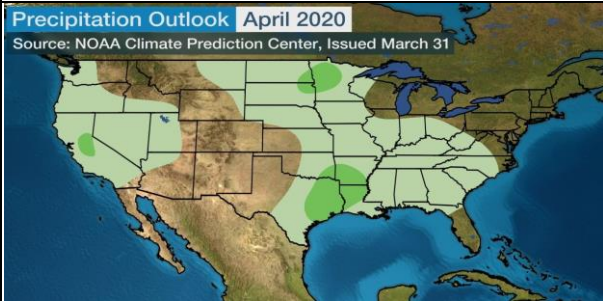 Precipitation Outlook April 2020
Source: NOAA Climate Prediction Center, Issued March 31